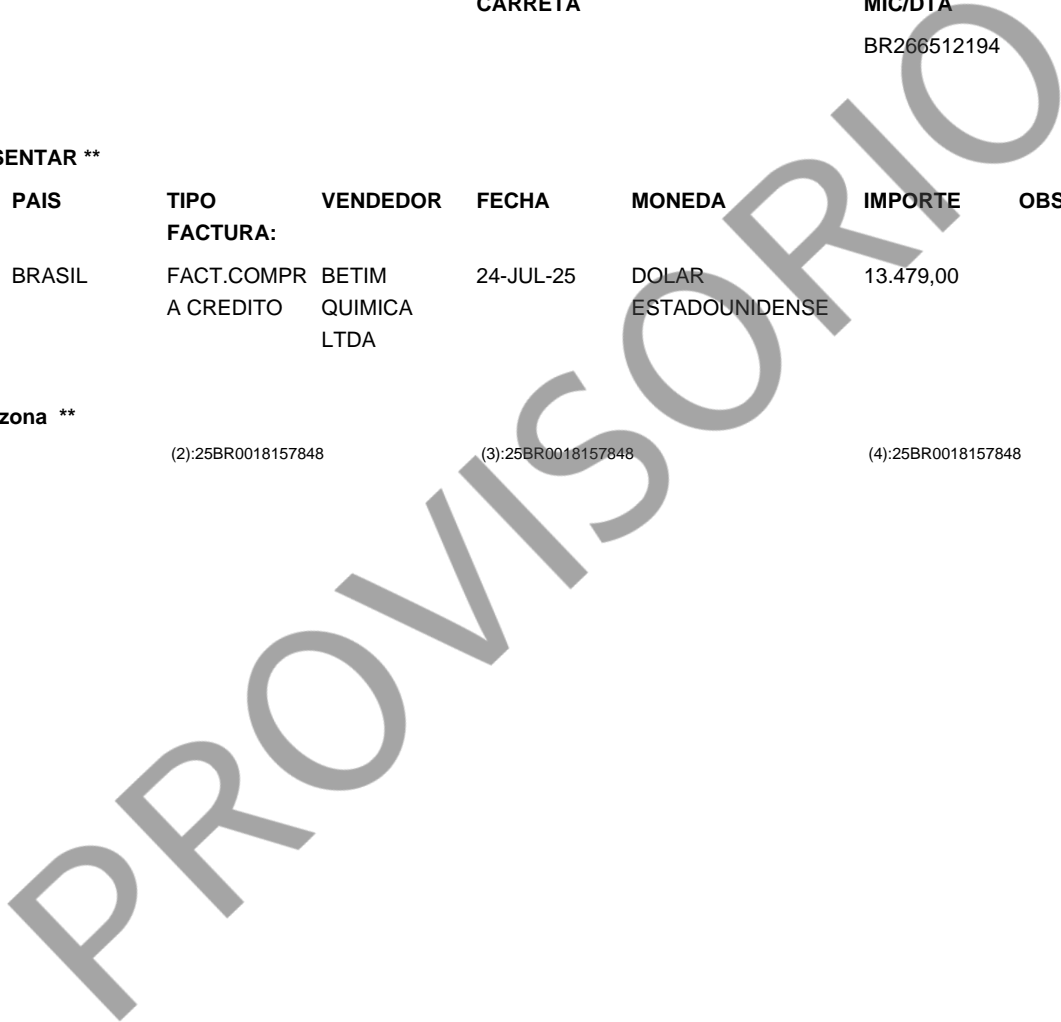 CARRETA MIC/DTA
BR266512194
SENTAR **
PAIS TIPO VENDEDOR FECHA MONEDA IMPORTE OBS
FACTURA:
BRASIL FACT.COMPR BETIM 24-JUL-25 DOLAR 13.479,00
A CREDITO QUIMICA ESTADOUNIDENSE
LTDA
zona **
(2):25BR0018157848 (3):25BR0018157848 (4):25BR0018157848
PROVISORIO